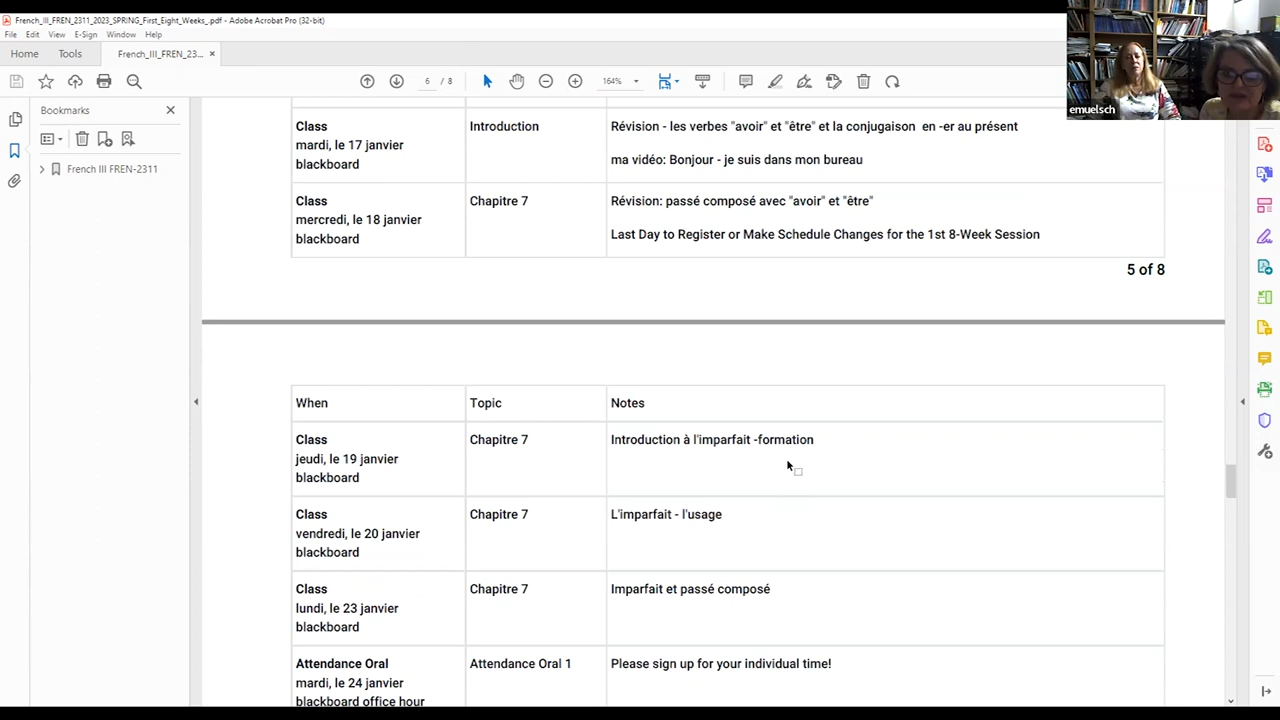 French_III_FREN_2311_2023_SPRING_First_Eight_Weeks_.pdf - Adobe Acrobat Pro (32-bit)
File Edit View E-Sign Window Help
Home Tools French_III_FREN_23... ×
6 / 8 164%
emuelsch
Bookmarks
French III FREN-2311
Class
mardi, le 17 janvier
blackboard
Introduction
Révision - les verbes "avoir" et "être" et la conjugaison en -er au présent
ma vidéo: Bonjour - je suis dans mon bureau
Class
mercredi, le 18 janvier
blackboard
Chapitre 7
Révision: passé composé avec "avoir" et "être"
Last Day to Register or Make Schedule Changes for the 1st 8-Week Session
5 of 8
When Topic Notes
Class
jeudi, le 19 janvier
blackboard
Chapitre 7
Introduction à l'imparfait -formation
Class
vendredi, le 20 janvier
blackboard
Chapitre 7
L'imparfait - l'usage
Class
lundi, le 23 janvier
blackboard
Chapitre 7
Imparfait et passé composé
Attendance Oral
mardi, le 24 janvier
blackboard office hour
Attendance Oral 1
Please sign up for your individual time!